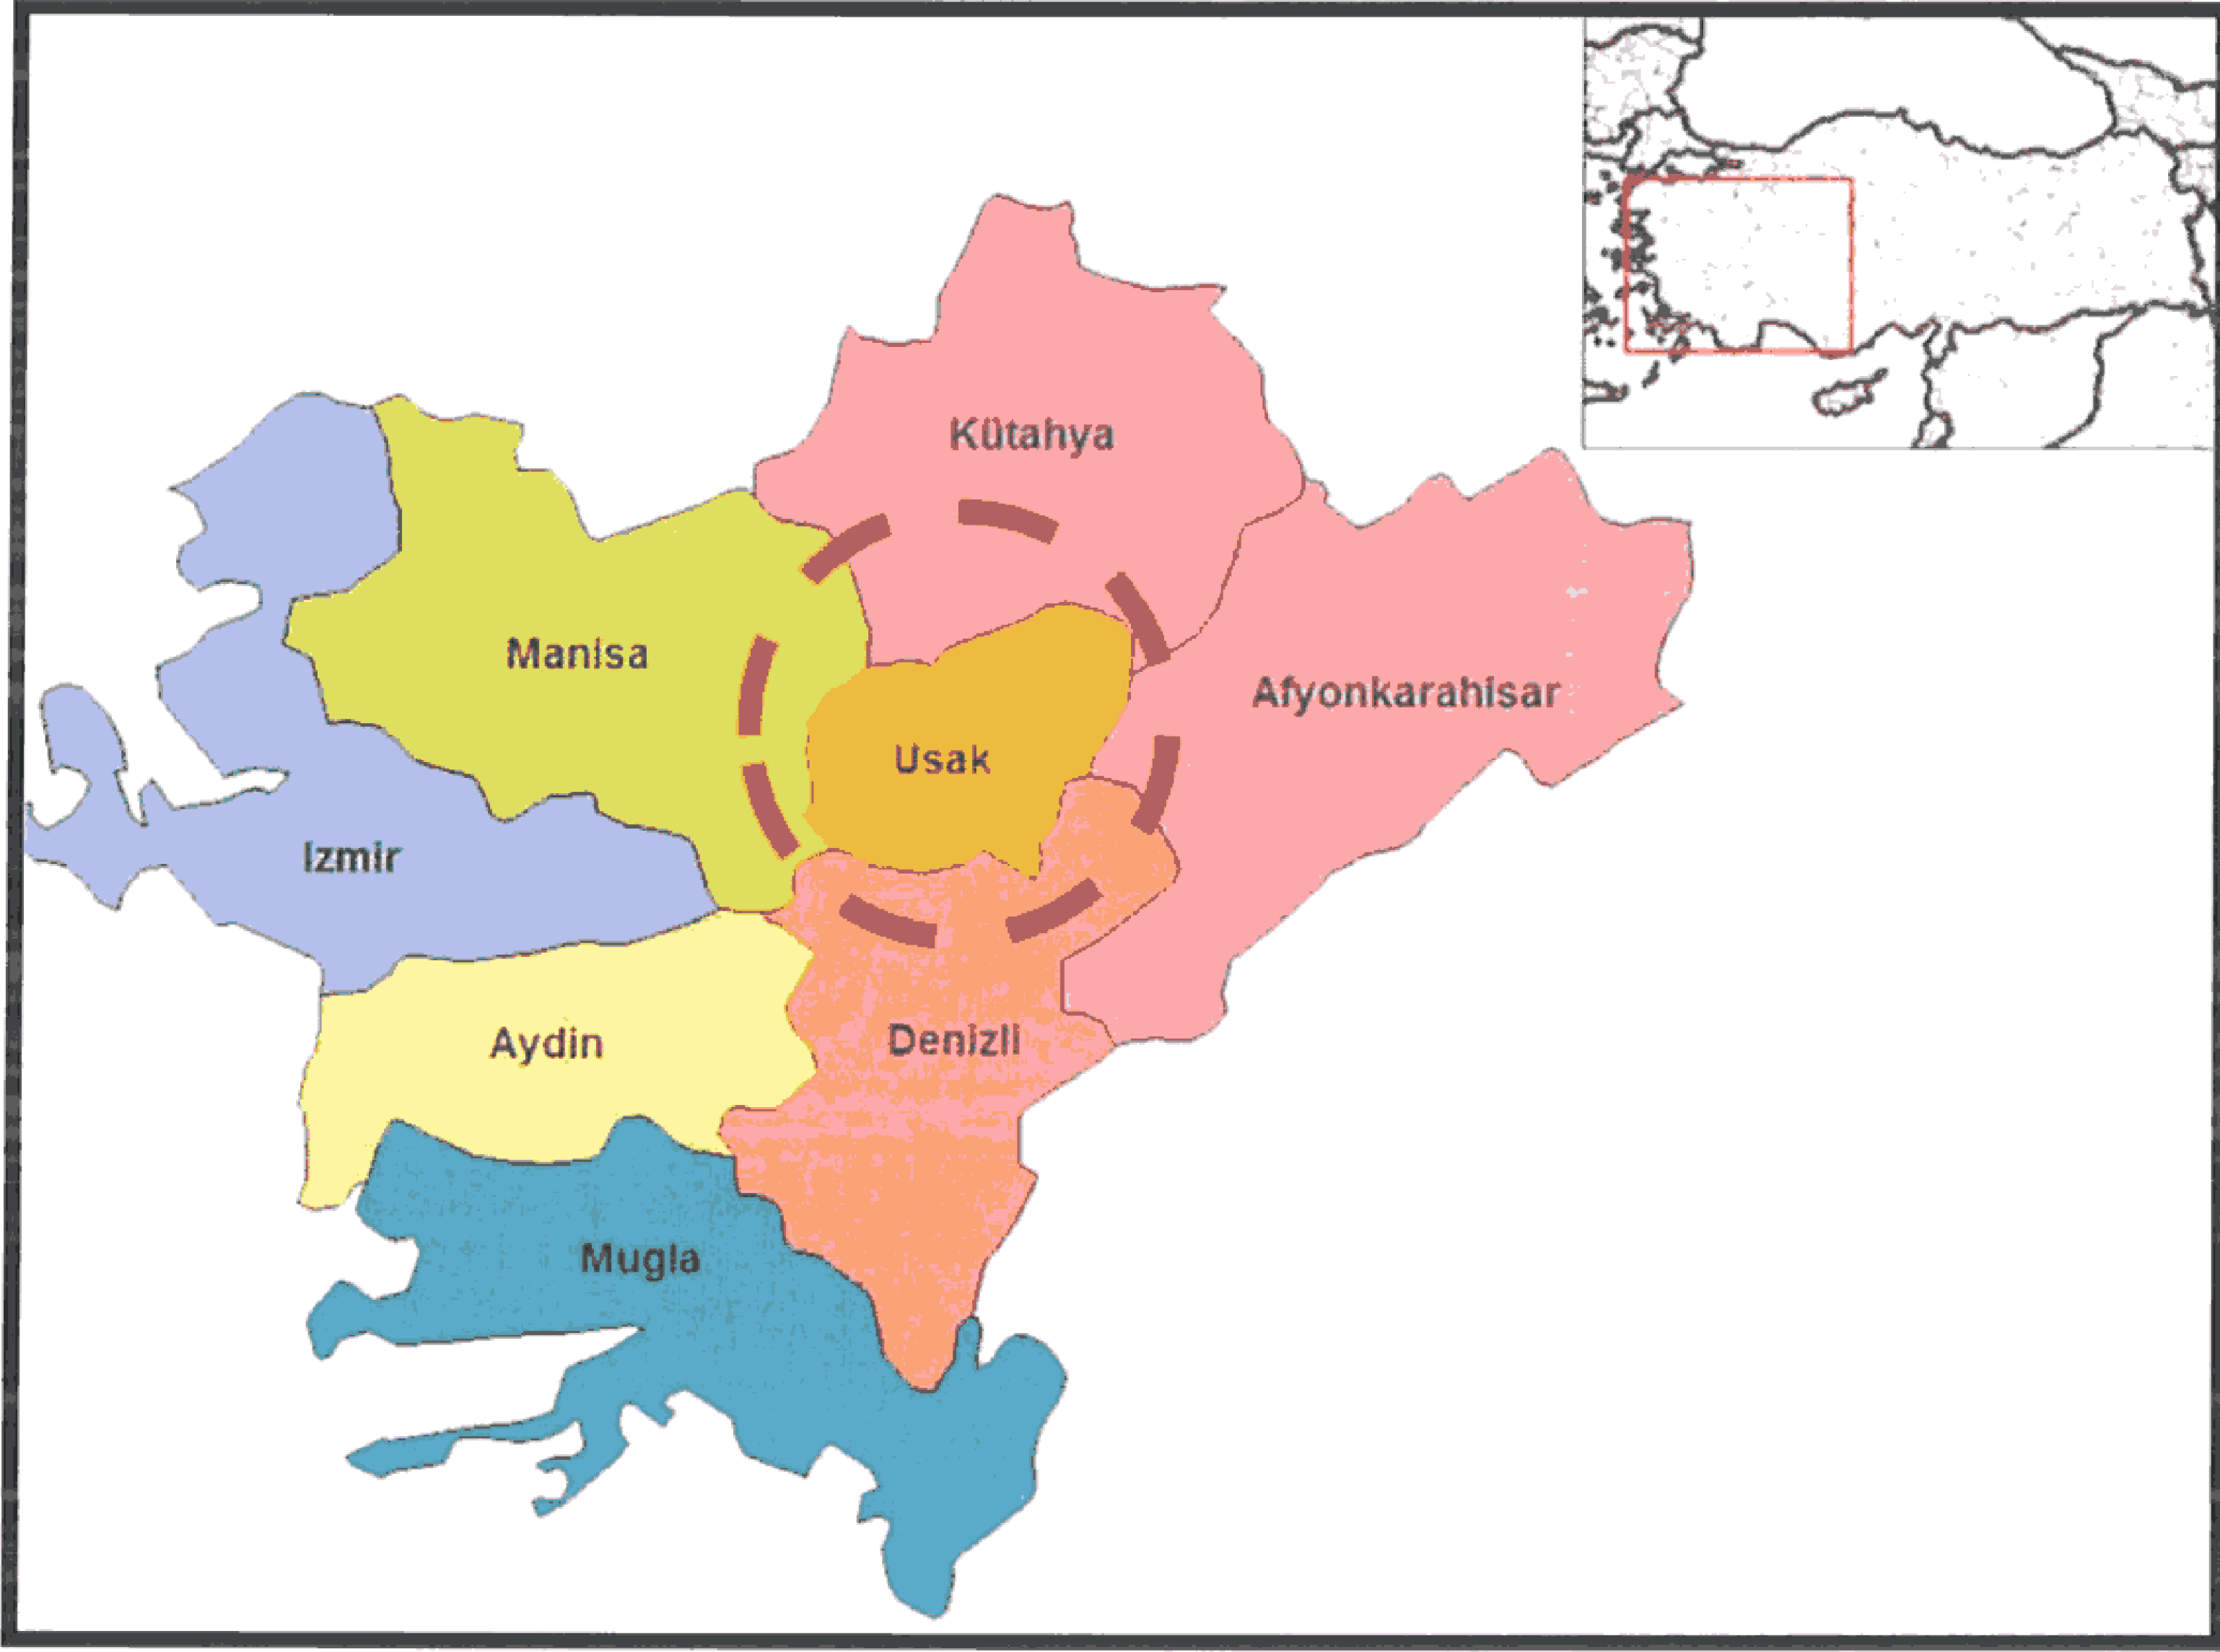 Kütahya
Manisa
Afyonkarahisar
Usak
Izmir
Aydin
Denizli
Mugla